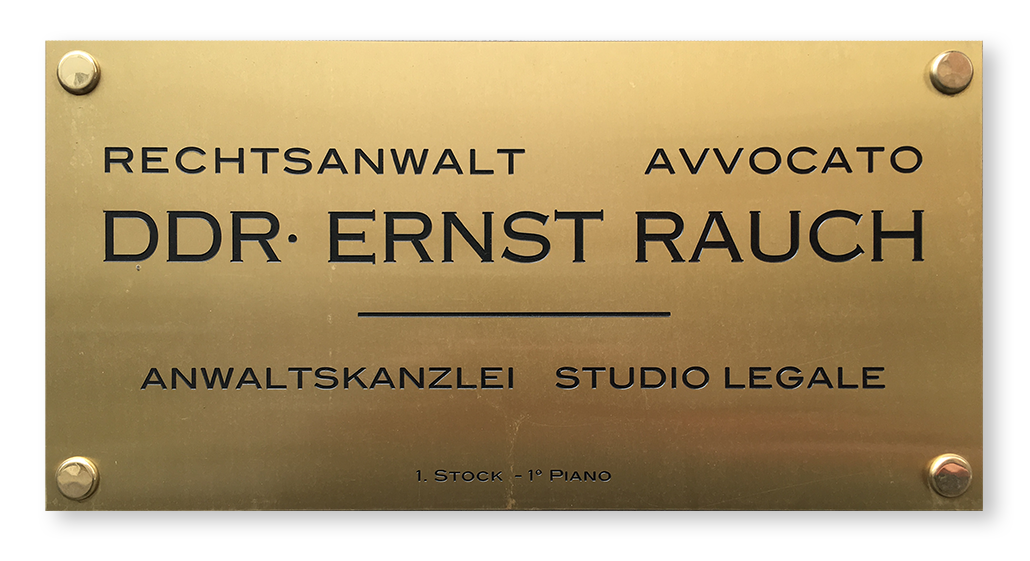 RECHTSANWALT AVVOCATO
DDR. ERNST RAUCH
ANWALTSKANZLEI STUDIO LEGALE
1. STOCK - 1° PIANO